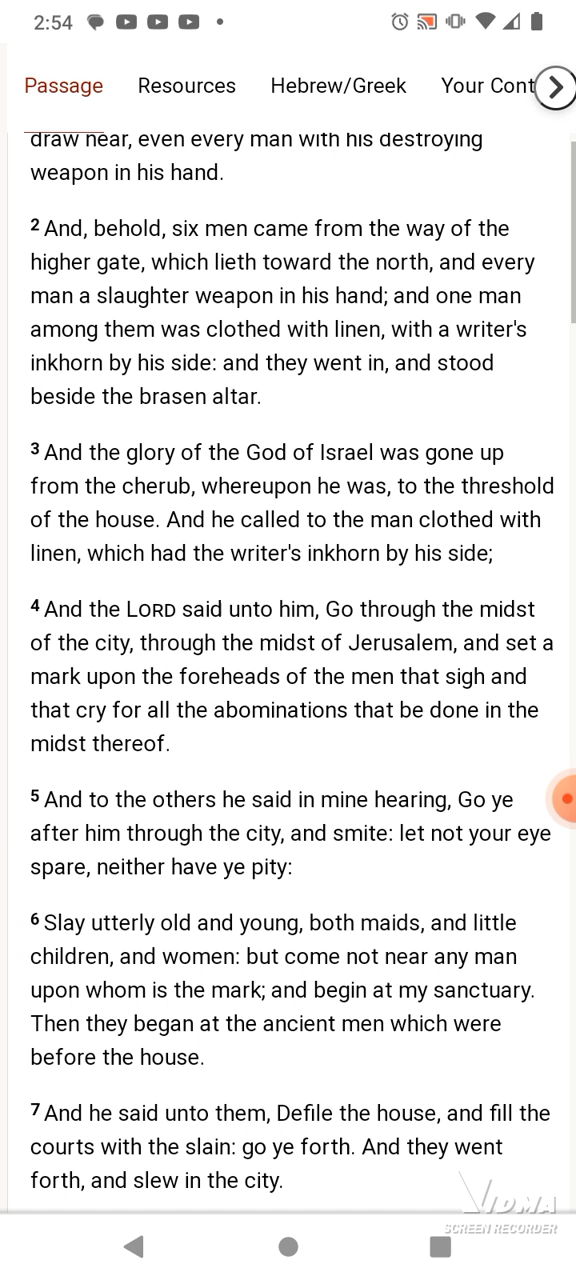 2:54
Passage Resources Hebrew/Greek Your Cont
draw near, even every man with his destroying
weapon in his hand.
2 And, behold, six men came from the way of the
higher gate, which lieth toward the north, and every
man a slaughter weapon in his hand; and one man
among them was clothed with linen, with a writer's
inkhorn by his side: and they went in, and stood
beside the brasen altar.
3 And the glory of the God of Israel was gone up
from the cherub, whereupon he was, to the threshold
of the house. And he called to the man clothed with
linen, which had the writer's inkhorn by his side;
4 And the LORD said unto him, Go through the midst
of the city, through the midst of Jerusalem, and set a
mark upon the foreheads of the men that sigh and
that cry for all the abominations that be done in the
midst thereof.
5 And to the others he said in mine hearing, Go ye
after him through the city, and smite: let not your eye
spare, neither have ye pity:
6 Slay utterly old and young, both maids, and little
children, and women: but come not near any man
upon whom is the mark; and begin at my sanctuary.
Then they began at the ancient men which were
before the house.
7 And he said unto them, Defile the house, and fill the
courts with the slain: go ye forth. And they went
forth, and slew in the city.
VIDMA
SCREEN RECORDER